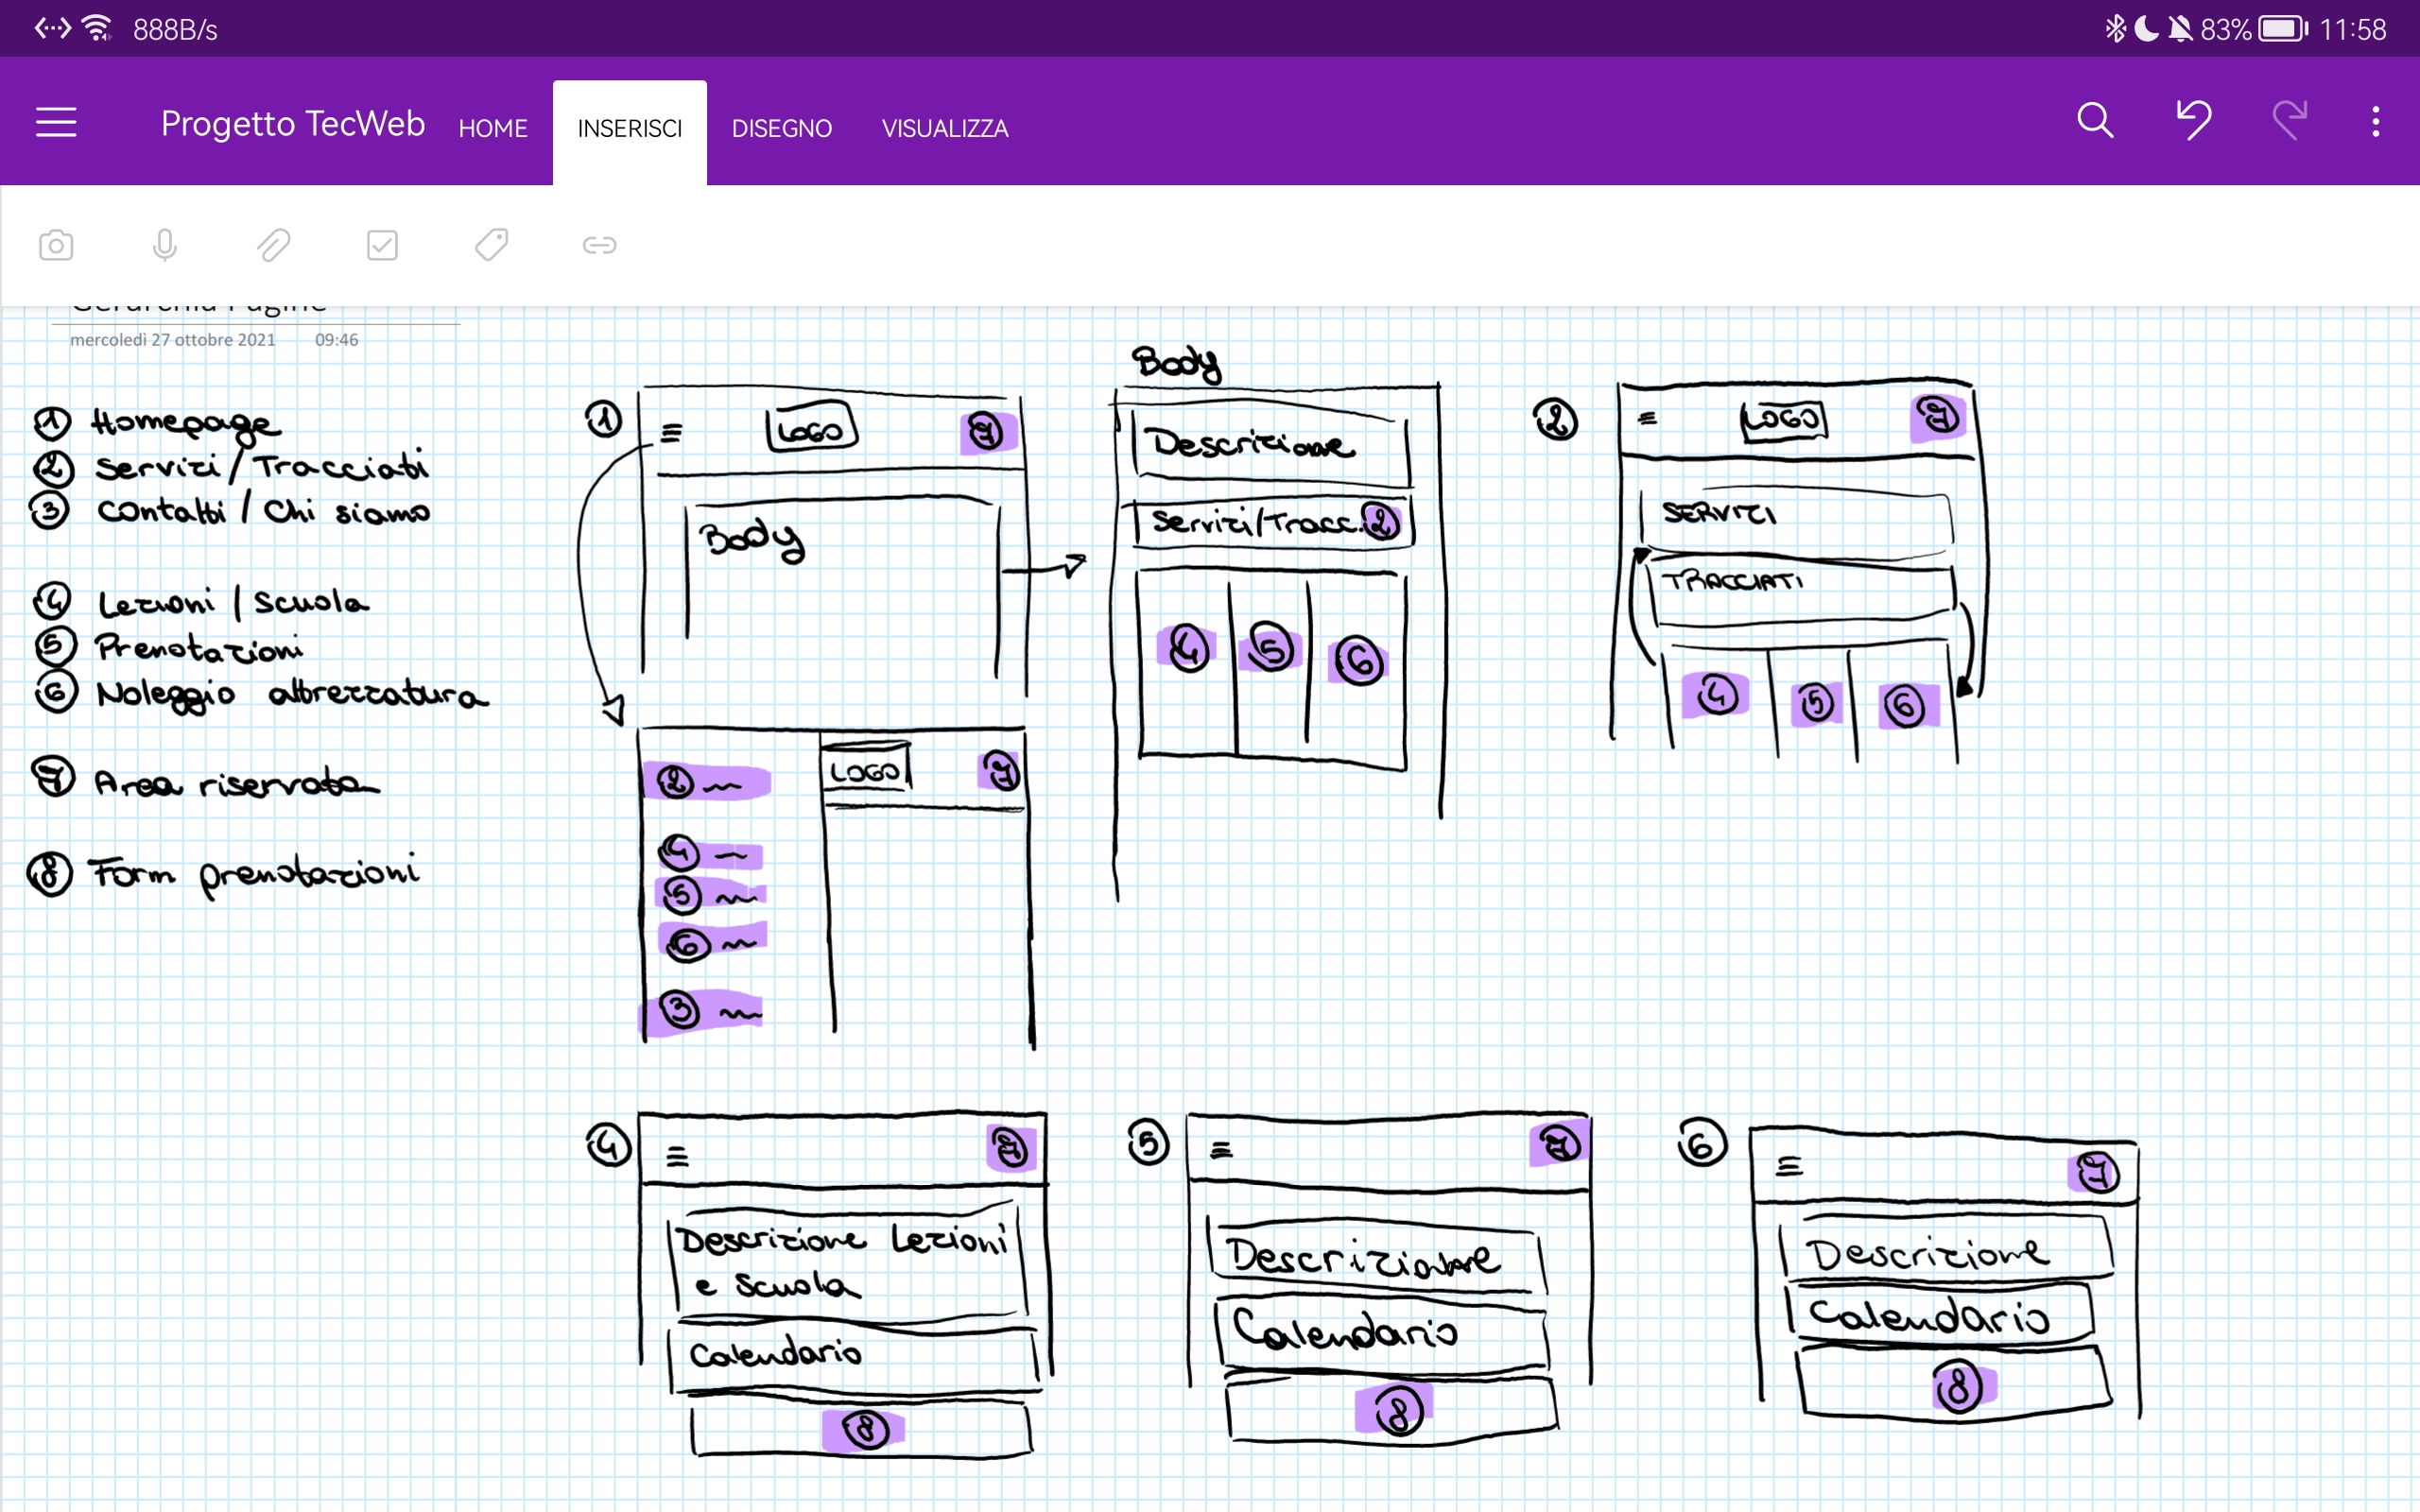 888B/s
83% 11:58
Progetto TecWeb HOME INSERISCI DISEGNO VISUALIZZA
Gerarchia Pagine
mercoledì 27 ottobre 2021 09:46
1 Homepage
2 Servizi / Tracciati
3 Contatti / Chi siamo
4 Lezioni / Scuola
5 Prenotazioni
6 Noleggio attrezzatura
7 Area riservata
8 Form prenotazioni
1
LOGO 7
Body
2
LOGO 7
4
5
6
3
Body
Descrizione
Servizi/Tracc. 2
4 5 6
2
LOGO 7
SERVIZI
TRACCIATI
4 5 6
4
7
Descrizione Lezioni
e Scuola
Calendario
8
5
7
Descrizione
Calendario
8
6
7
Descrizione
Calendario
8